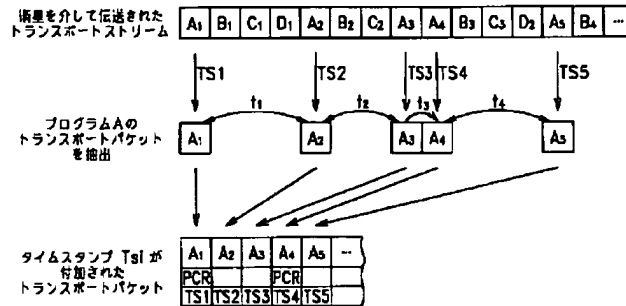 衛星を介して伝送された
トランスポートストリーム
A1 B1 C1 D1 A2 B2 C2 A3 A4 B3 C3 D2 A5 B4 …
TS1 TS2 TS3 TS4 TS5
t1 t2 t3 t4
プログラムAの
トランスポートパケット
を抽出
A1 A2 A3 A4 A5
タイムスタンプ Tsiが
付加された
トランスポートパケット
A1 A2 A3 A4 A5 …
PCR PCR
TS1 TS2 TS3 TS4 TS5